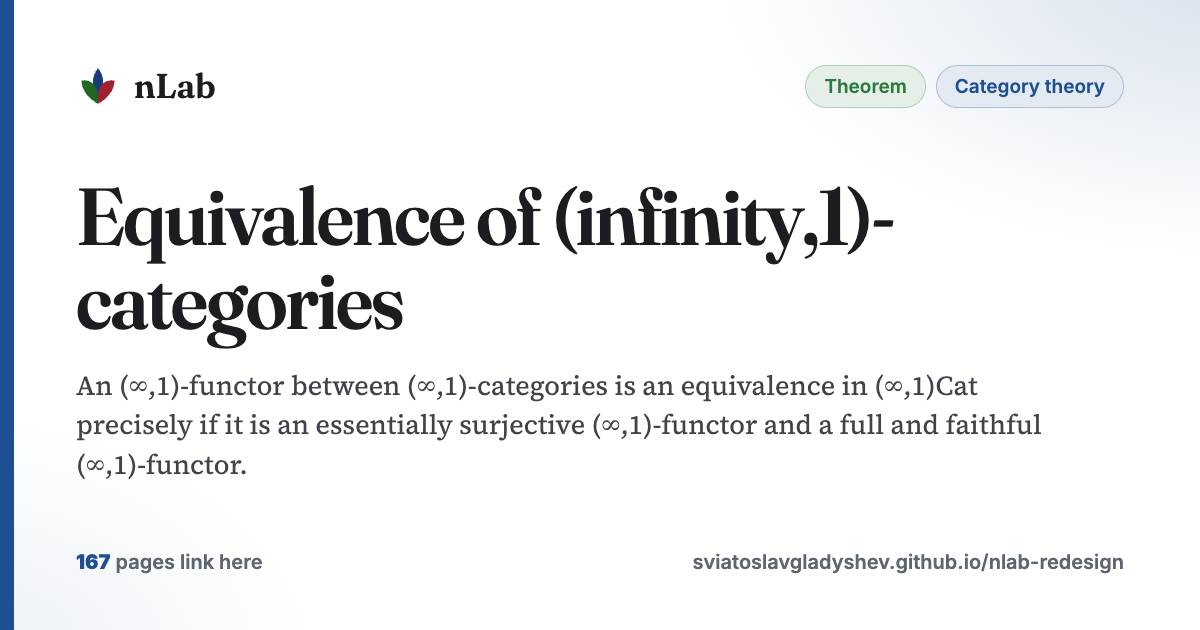 nLab
Theorem
Category theory
Equivalence of (infinity,1)-
categories
An (∞,1)-functor between (∞,1)-categories is an equivalence in (∞,1)Cat
precisely if it is an essentially surjective (∞,1)-functor and a full and faithful
(∞,1)-functor.
167 pages link here
sviatoslavgladyshev.github.io/nlab-redesign